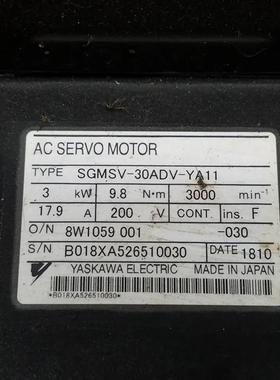 AC SERVO MOTOR
TYPE SGMSV-30ADV-YA11
3 kW 9.8 N·m 3000 min⁻¹
17.9 A 200 V CONT. ins. F
O/N 8W1059 001 -030
S/N B018XA526510030 DATE 1810
YASKAWA ELECTRIC MADE IN JAPAN
*B018XA526510030*